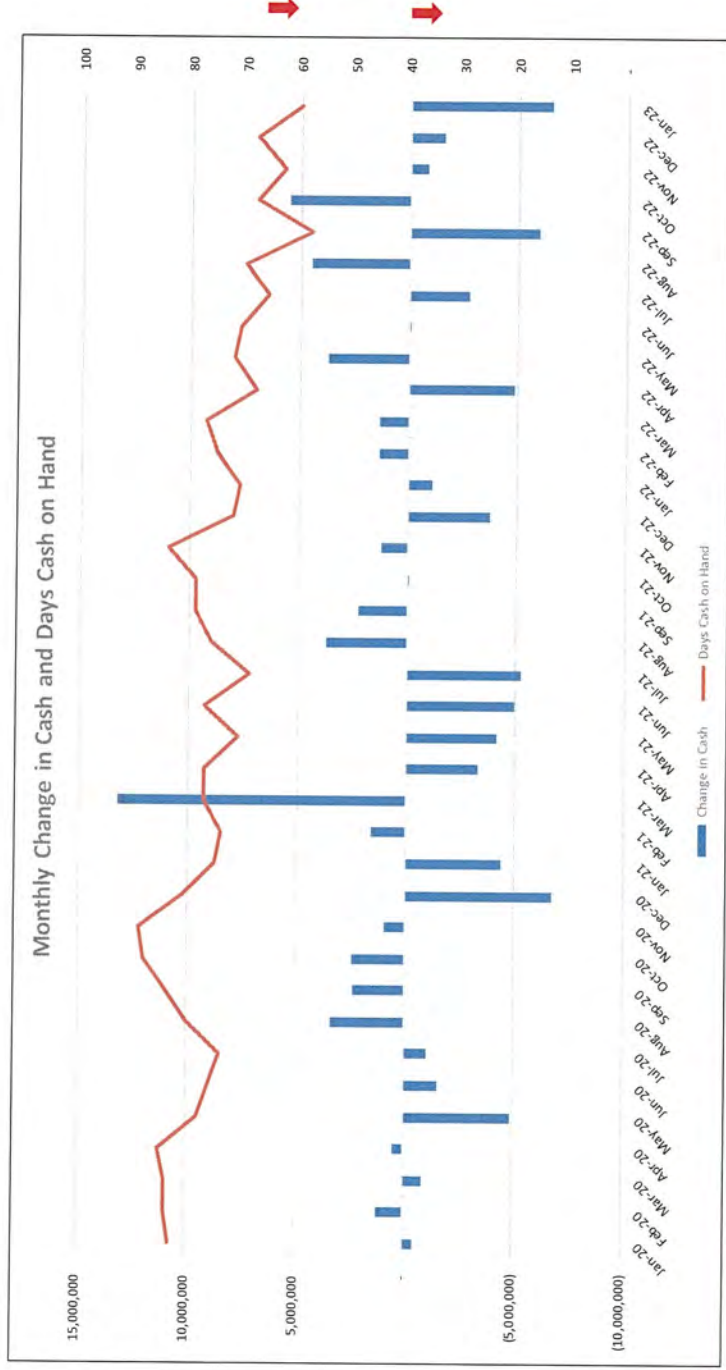 Monthly Change in Cash and Days Cash on Hand
15,000,000
10,000,000
5,000,000
-
(5,000,000)
(10,000,000)
100
90
80
70
60
50
40
30
20
10
-
Jan-20
Feb-20
Mar-20
Apr-20
May-20
Jun-20
Jul-20
Aug-20
Sep-20
Oct-20
Nov-20
Dec-20
Jan-21
Feb-21
Mar-21
Apr-21
May-21
Jun-21
Jul-21
Aug-21
Sep-21
Oct-21
Nov-21
Dec-21
Jan-22
Feb-22
Mar-22
Apr-22
May-22
Jun-22
Jul-22
Aug-22
Sep-22
Oct-22
Nov-22
Dec-22
Jan-23
Change in Cash
Days Cash on Hand